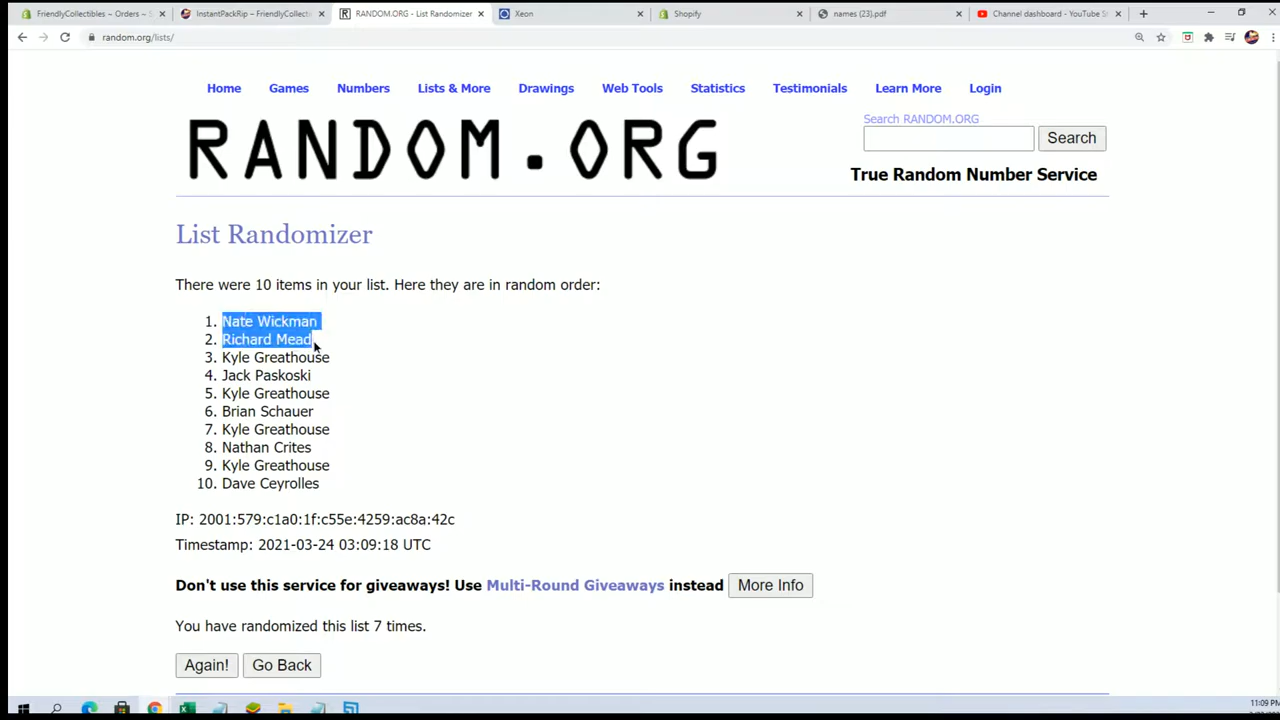 FriendlyCollectibles ~ Orders ~ S
InstantPackRip ~ FriendlyCollecti
RANDOM.ORG - List Randomizer
Xeon
Shopify
names (23).pdf
Channel dashboard - YouTube S
random.org/lists/
Home Games Numbers Lists & More Drawings Web Tools Statistics Testimonials Learn More Login
RANDOM.ORG
Search RANDOM.ORG
Search
True Random Number Service
List Randomizer
There were 10 items in your list. Here they are in random order:
1. Nate Wickman
2. Richard Mead
3. Kyle Greathouse
4. Jack Paskoski
5. Kyle Greathouse
6. Brian Schauer
7. Kyle Greathouse
8. Nathan Crites
9. Kyle Greathouse
10. Dave Ceyrolles
IP: 2001:579:c1a0:1f:c55e:4259:ac8a:42c
Timestamp: 2021-03-24 03:09:18 UTC
Don't use this service for giveaways! Use Multi-Round Giveaways instead More Info
You have randomized this list 7 times.
Again! Go Back
11:09 PM